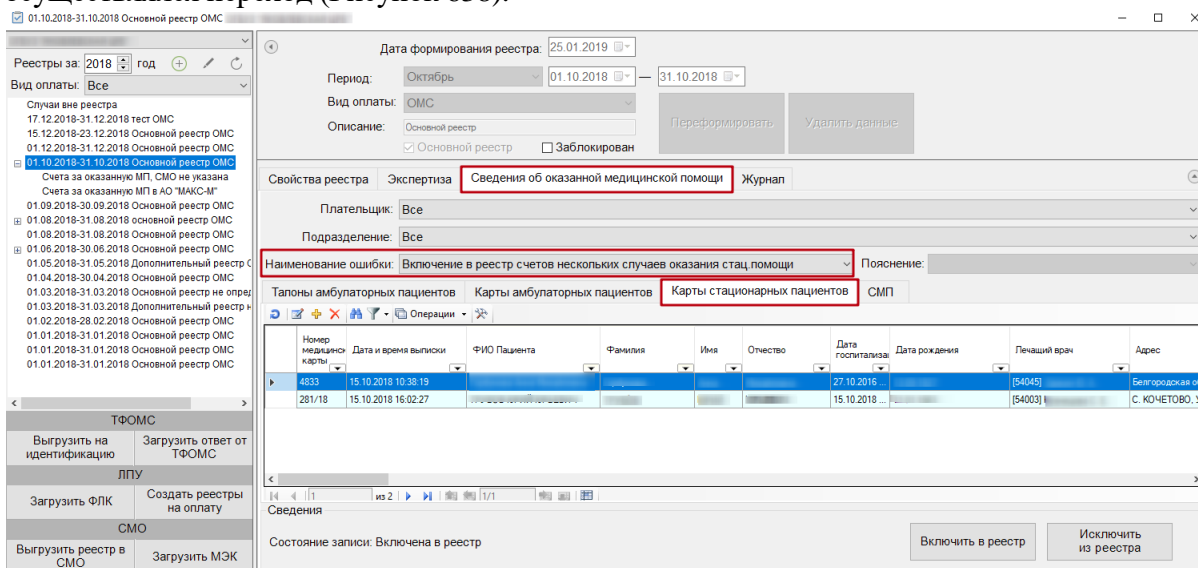 01.10.2018-31.10.2018 Основной реестр ОМС
Реестры за: 2018 год
Вид оплаты: Все
Случаи вне реестра
17.12.2018-31.12.2018 тест ОМС
15.12.2018-23.12.2018 Основной реестр ОМС
01.12.2018-31.12.2018 Основной реестр ОМС
01.10.2018-31.10.2018 Основной реестр ОМС
Счета за оказанную МП, СМО не указана
Счета за оказанную МП в АО "МАКС-М"
01.09.2018-30.09.2018 Основной реестр ОМС
01.08.2018-31.08.2018 основной реестр ОМС
01.08.2018-31.08.2018 Основной реестр ОМС
01.06.2018-30.06.2018 Основной реестр ОМС
01.05.2018-31.05.2018 Дополнительный реестр
01.04.2018-30.04.2018 Основной реестр ОМС
01.03.2018-31.03.2018 Основной реестр не опред
01.03.2018-31.03.2018 Дополнительный реестр
01.02.2018-28.02.2018 Основной реестр ОМС
01.01.2018-31.01.2018 Основной реестр ОМС
01.01.2018-31.01.2018 Основной реестр ОМС
01.01.2018-31.01.2018 Основной реестр ОМС
ТФОМС
Выгрузить на идентификацию
Загрузить ответ от ТФОМС
ЛПУ
Загрузить ФЛК
Создать реестры на оплату
СМО
Выгрузить реестр в СМО
Загрузить МЭК
Дата формирования реестра: 25.01.2019
Период: Октябрь 01.10.2018 — 31.10.2018
Вид оплаты: ОМС
Описание: Основной реестр
Основной реестр Заблокирован
Переформировать Удалить данные
Свойства реестра Экспертиза Сведения об оказанной медицинской помощи Журнал
Плательщик: Все
Подразделение: Все
Наименование ошибки: Включение в реестр счетов нескольких случаев оказания стац.помощи Пояснение:
Талоны амбулаторных пациентов Карты амбулаторных пациентов Карты стационарных пациентов СМП
Операции
Номер медицинск карты Дата и время выписки ФИО Пациента Фамилия Имя Отчество Дата госпитализа Дата рождения Лечащий врач Адрес
4833 15.10.2018 10:38:19 27.10.2016 ... [54045] Белгородская
281/18 15.10.2018 16:02:27 15.10.2018 ... [54003] С. КОЧЕТОВО,
1 из 2 1/1
Сведения
Состояние записи: Включена в реестр
Включить в реестр
Исключить из реестра